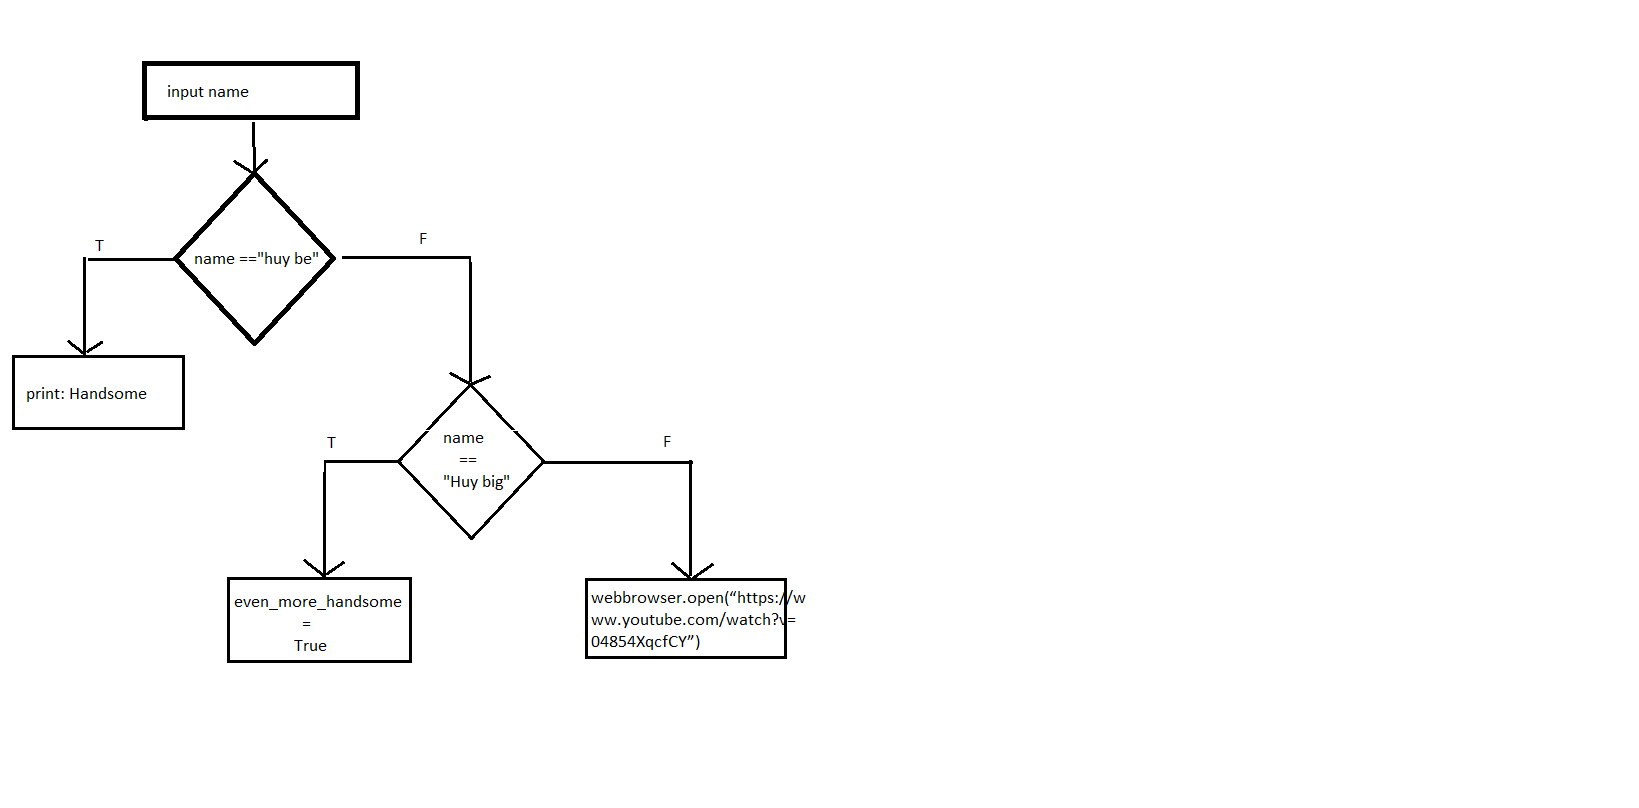 input name
T
F
name =="huy be"
print: Handsome
T
F
name
==
"Huy big"
even_more_handsome
=
True
webbrowser.open(“https://w
ww.youtube.com/watch?v=
04854XqcfCY”)